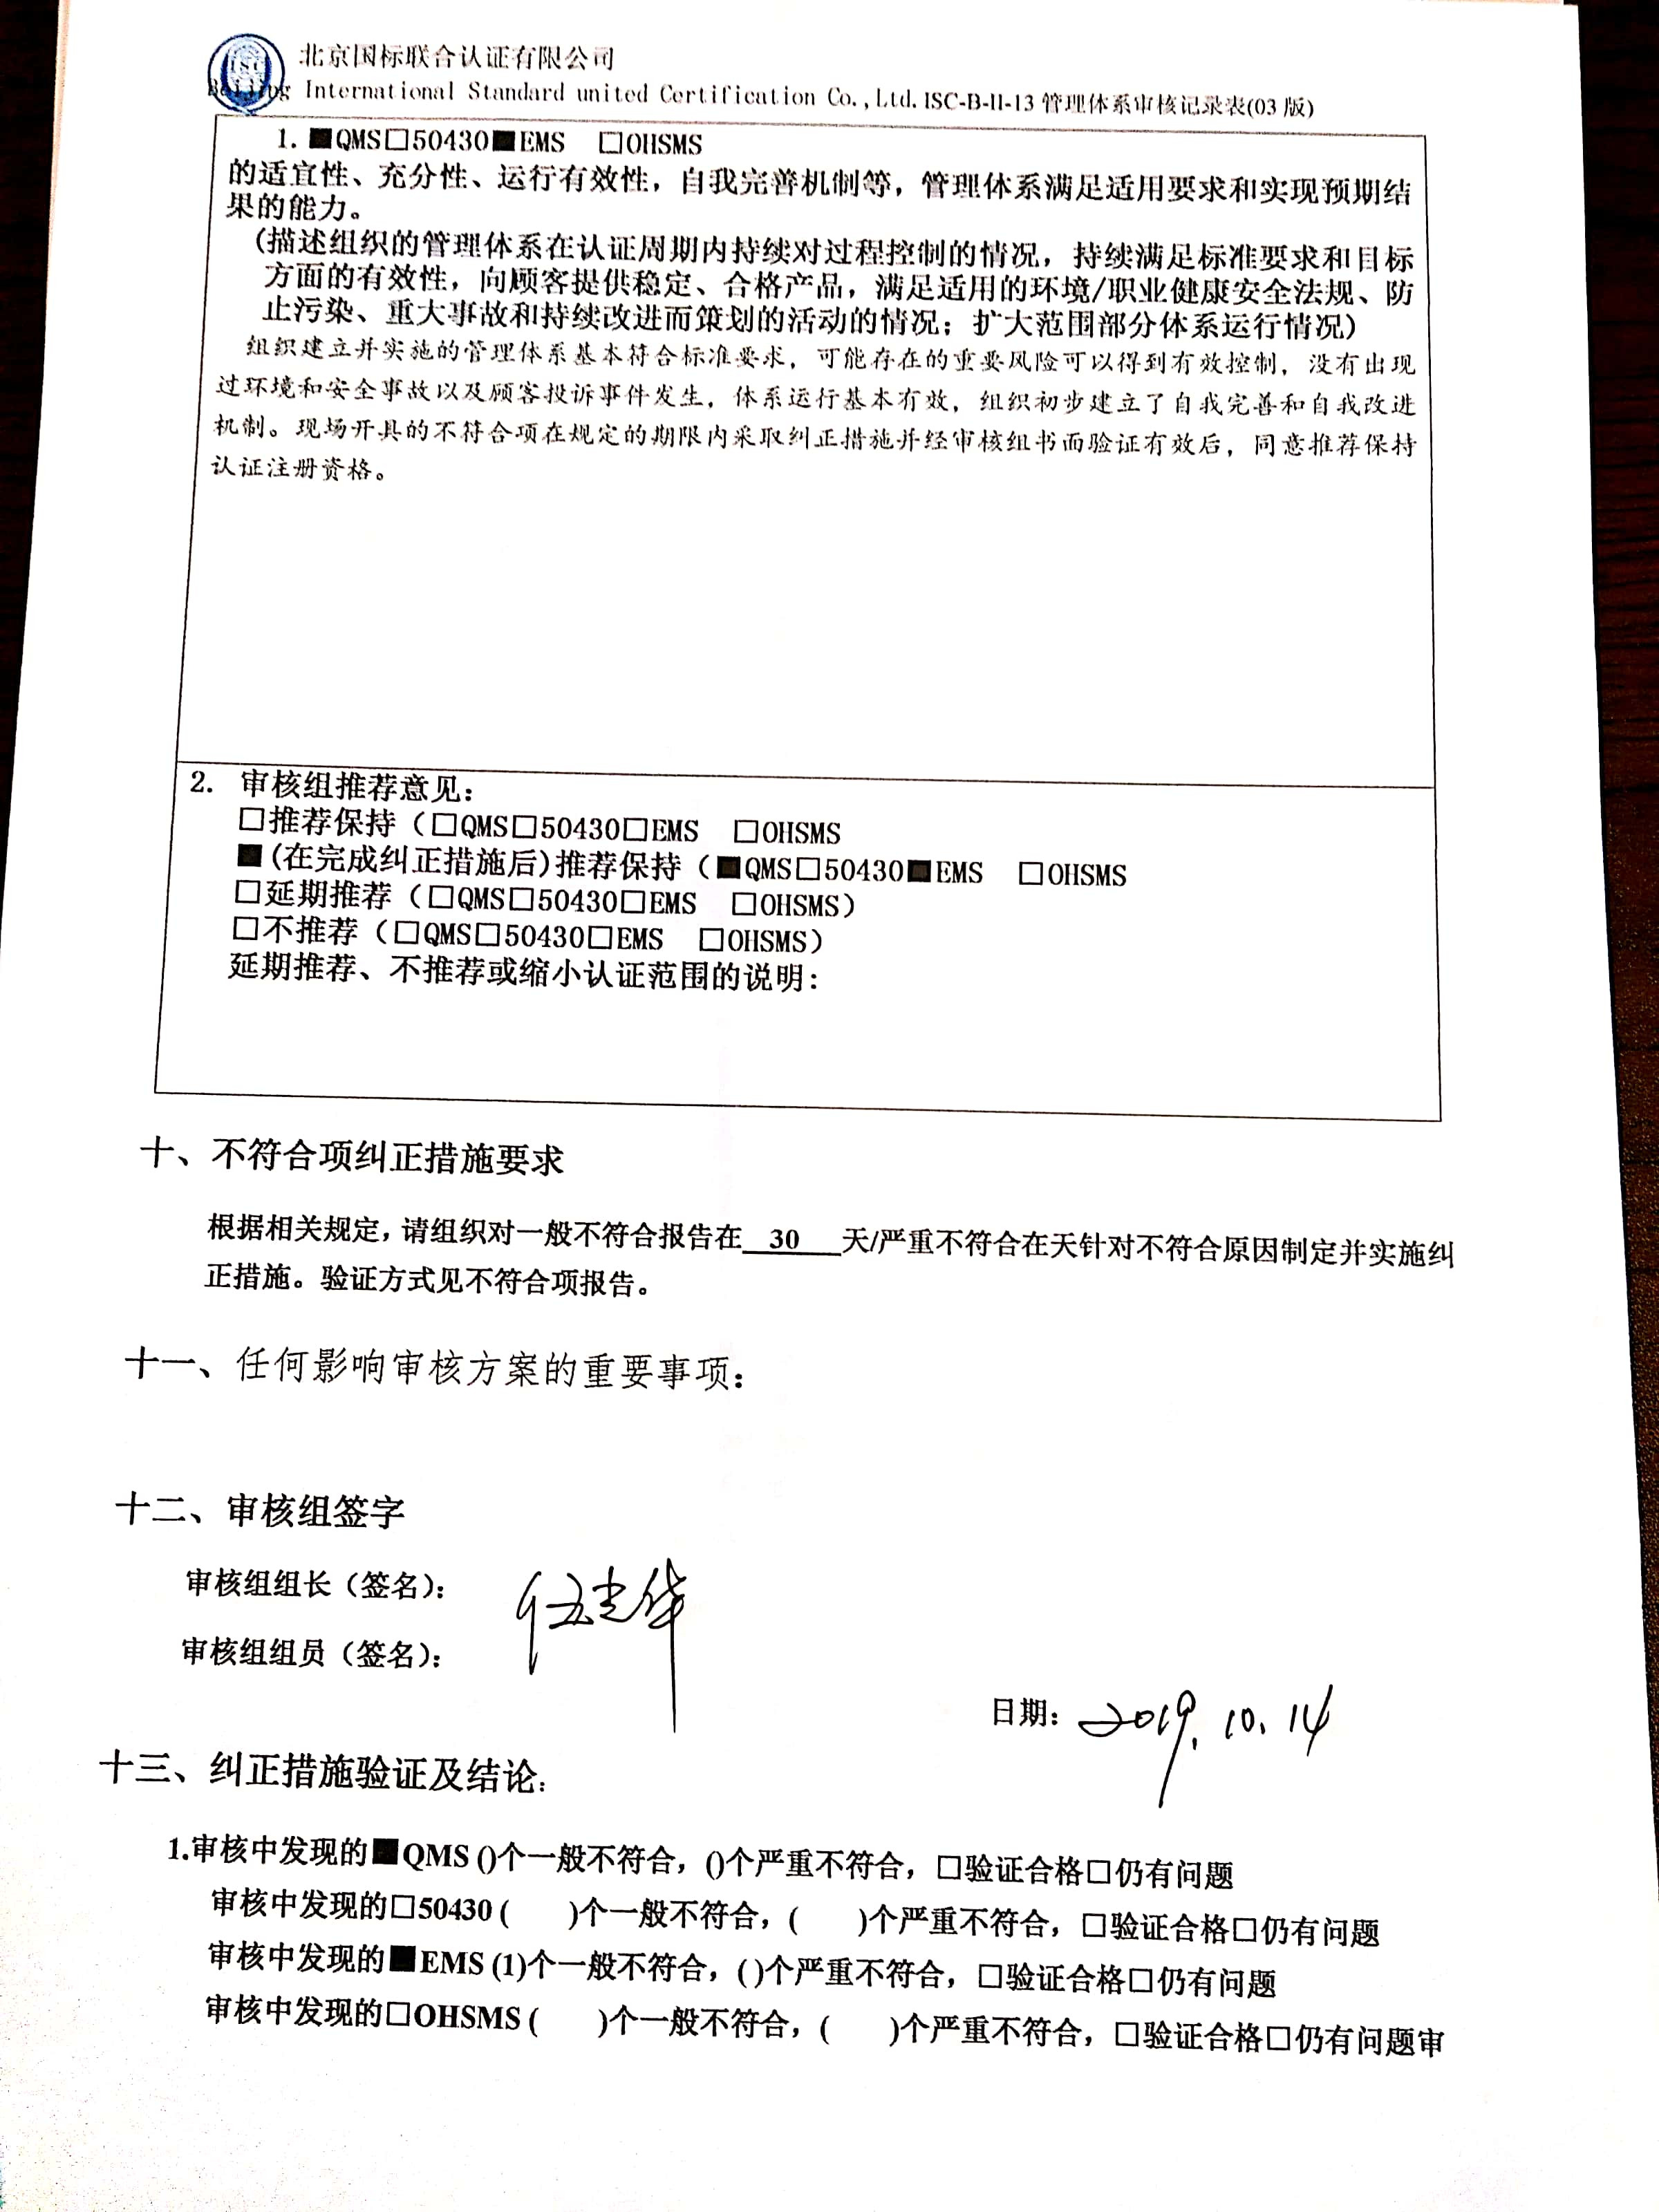 北京国标联合认证有限公司
Beijing International Standard united Certification Co.,Ltd. ISC-B-II-13 管理体系审核记录表(03 版)
1. ■QMS□50430■EMS □OHSMS
的适宜性、充分性、运行有效性，自我完善机制等，管理体系满足适用要求和实现预期结
果的能力。
(描述组织的管理体系在认证周期内持续对过程控制的情况，持续满足标准要求和目标
方面的有效性，向顾客提供稳定、合格产品，满足适用的环境/职业健康安全法规、防
止污染、重大事故和持续改进而策划的活动的情况；扩大范围部分体系运行情况)
组织建立并实施的管理体系基本符合标准要求，可能存在的重要风险可以得到有效控制，没有出现
过环境和安全事故以及顾客投诉事件发生，体系运行基本有效，组织初步建立了自我完善和自我改进
机制。现场开具的不符合项在规定的期限内采取纠正措施并经审核组书面验证有效后，同意推荐保持
认证注册资格。
2. 审核组推荐意见：
□推荐保持（□QMS□50430□EMS □OHSMS
■(在完成纠正措施后)推荐保持（■QMS□50430■EMS □OHSMS
□延期推荐（□QMS□50430□EMS □OHSMS）
□不推荐（□QMS□50430□EMS □OHSMS）
延期推荐、不推荐或缩小认证范围的说明：
十、不符合项纠正措施要求
根据相关规定，请组织对一般不符合报告在 30 天/严重不符合在天针对不符合原因制定并实施纠
正措施。验证方式见不符合项报告。
十一、任何影响审核方案的重要事项：
十二、审核组签字
审核组组长（签名）： 伍光华
审核组组员（签名）：
日期： 2019. 10. 14
十三、纠正措施验证及结论：
1.审核中发现的■QMS ()个一般不符合，()个严重不符合，□验证合格□仍有问题
审核中发现的□50430 ( )个一般不符合，( )个严重不符合，□验证合格□仍有问题
审核中发现的■EMS (1)个一般不符合，( )个严重不符合，□验证合格□仍有问题
审核中发现的□OHSMS ( )个一般不符合，( )个严重不符合，□验证合格□仍有问题审